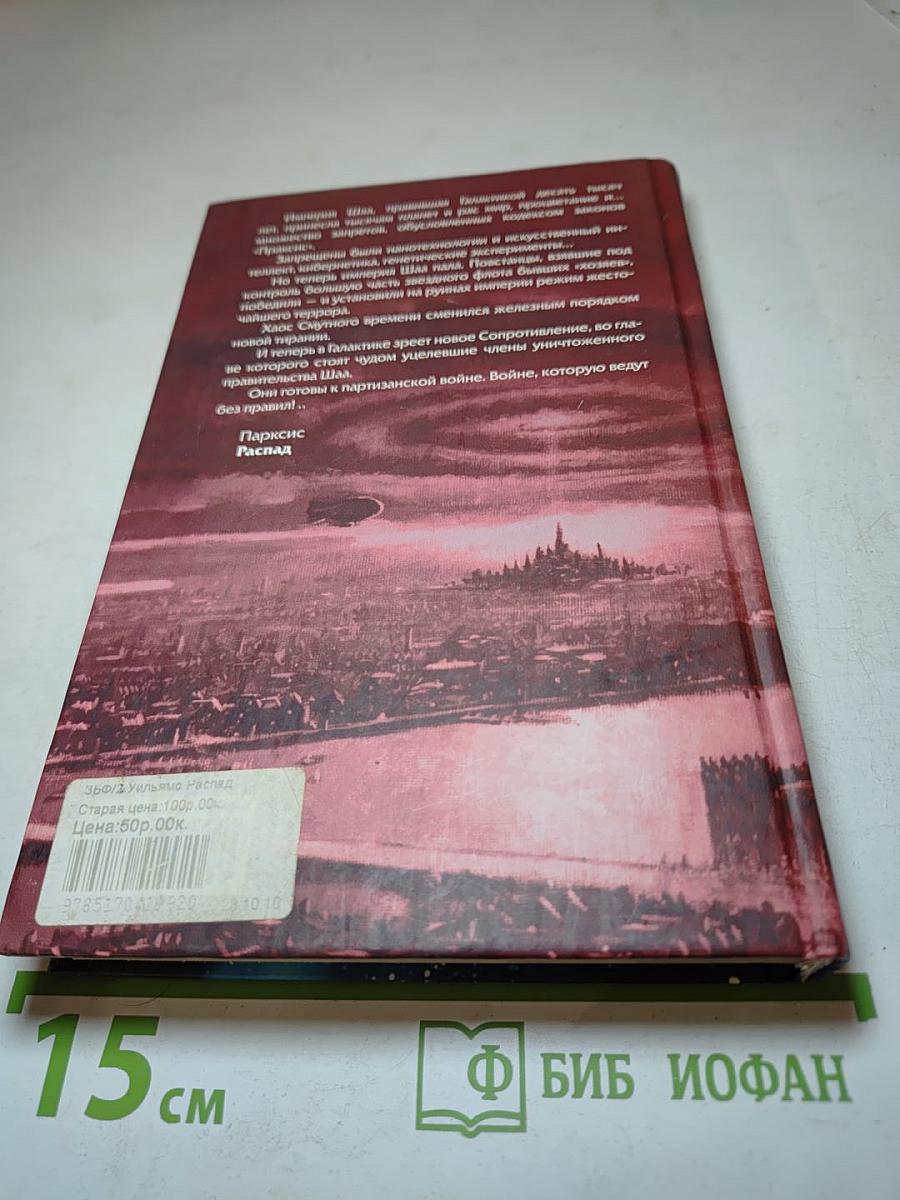 Империя Шаа, правившая Галактикой десять тысяч
лет, принесла тысячам планет и рас мир, процветание и...
множество запретов, обусловленных кодексом законов
«Праксис».
Запрещены были нанотехнологии и искусственный ин-
теллект, кибернетика, генетические эксперименты...
Но теперь империя Шаа пала. Повстанцы, взявшие под
контроль большую часть звездного флота бывших «хозяев»,
победили — и установили на руинах империи режим жесто-
чайшего террора.
Хаос Смутного времени сменился железным порядком
новой тирании.
И теперь в Галактике зреет новое Сопротивление, во гла-
ве которого стоят чудом уцелевшие члены уничтоженного
правительства Шаа.
Они готовы к партизанской войне. Войне, которую ведут
без правил!..
Парксис
Распад
ЗБФ/2 Уильямс Распад
Старая цена:100р.00к.
Цена:50р.00к.
10.10
15 см
Ф БИБ ИОФАН